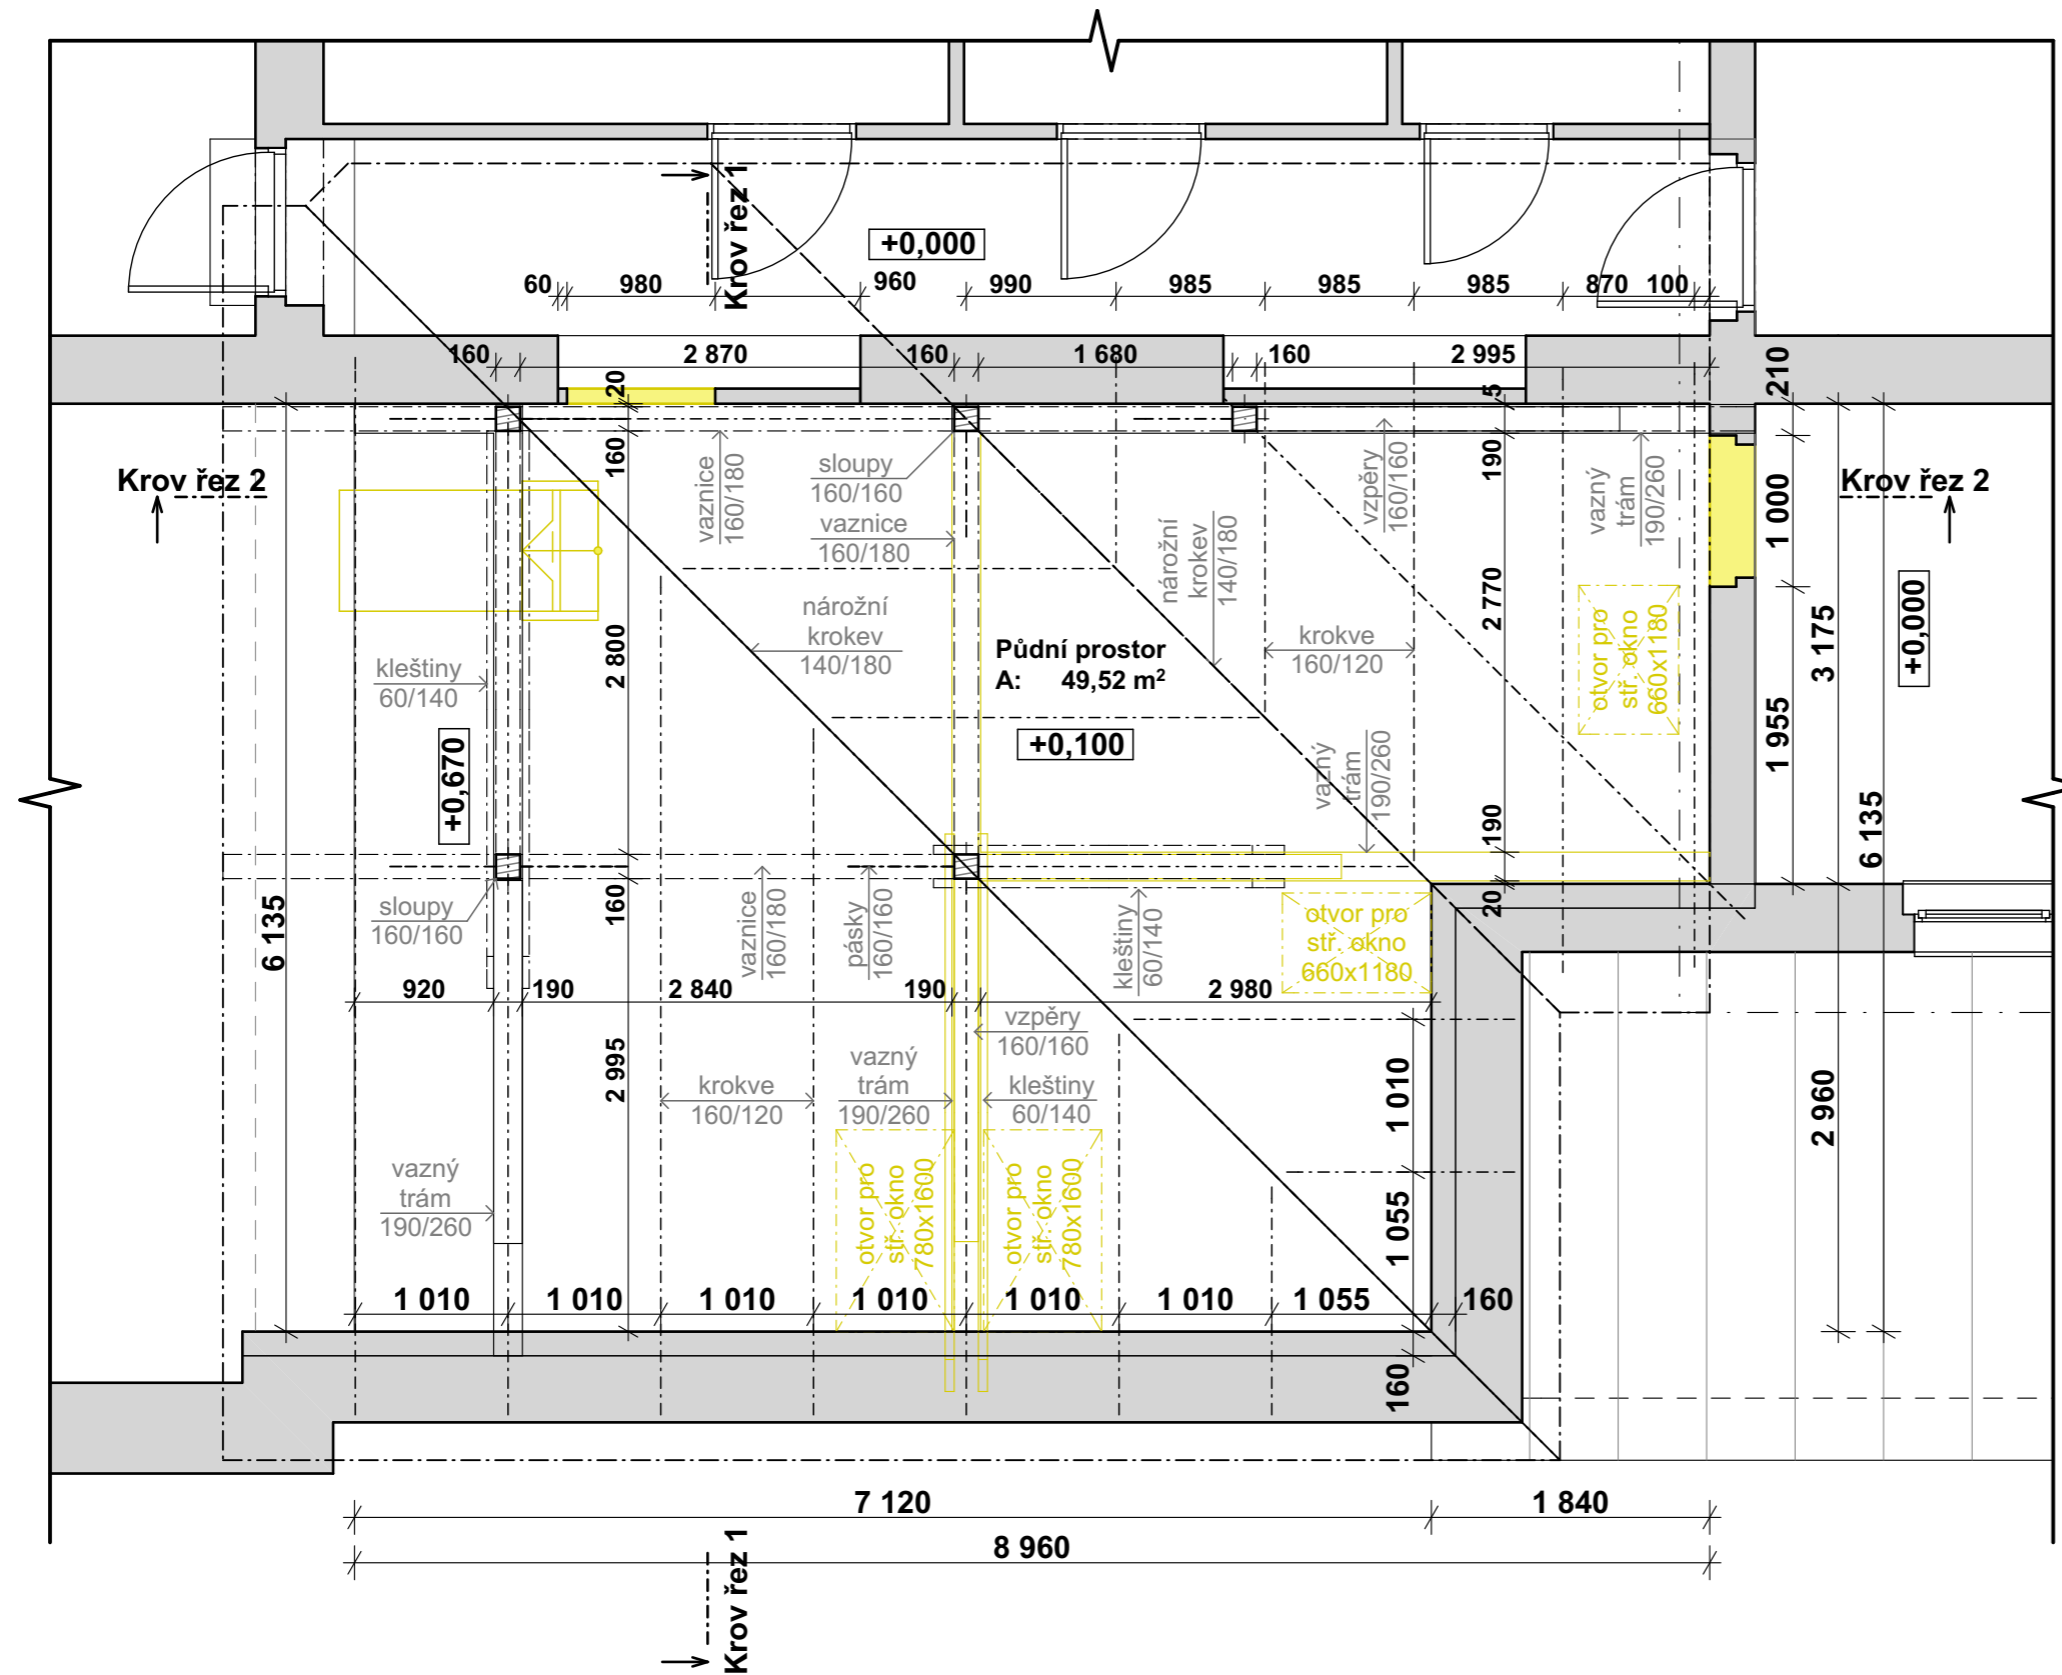 Krov řez 1
+0,000
60 980 960 990 985 985 985 870 100
160 2 870 160 1 680 160 2 995
20
5
210
160
vaznice
160/180
sloupy
160/160
vaznice
160/180
vzpěry
160/160
190
vazný
trám
190/260
Krov řez 2
Krov řez 2
1 000
nárožní
krokev
140/180
nárožní
krokev
140/180
2 770
otvor pro
stř. okno
660x1180
3 175
+0,000
kleštiny
60/140
2 800
Půdní prostor
A: 49,52 m²
krokve
160/120
+0,670
+0,100
vazný
trám
190/260
1 955
190
6 135
6 135
sloupy
160/160
160
vaznice
160/180
pásky
160/160
kleštiny
60/140
otvor pro
stř. okno
660x1180
20
920 190 2 840 190 2 980
vzpěry
160/160
2 995
krokve
160/120
vazný
trám
190/260
kleštiny
60/140
1 010
2 960
vazný
trám
190/260
otvor pro
stř. okno
780x1600
otvor pro
stř. okno
780x1600
1 055
1 010 1 010 1 010 1 010 1 010 1 010 1 055 160
160
7 120 1 840
8 960
Krov řez 1